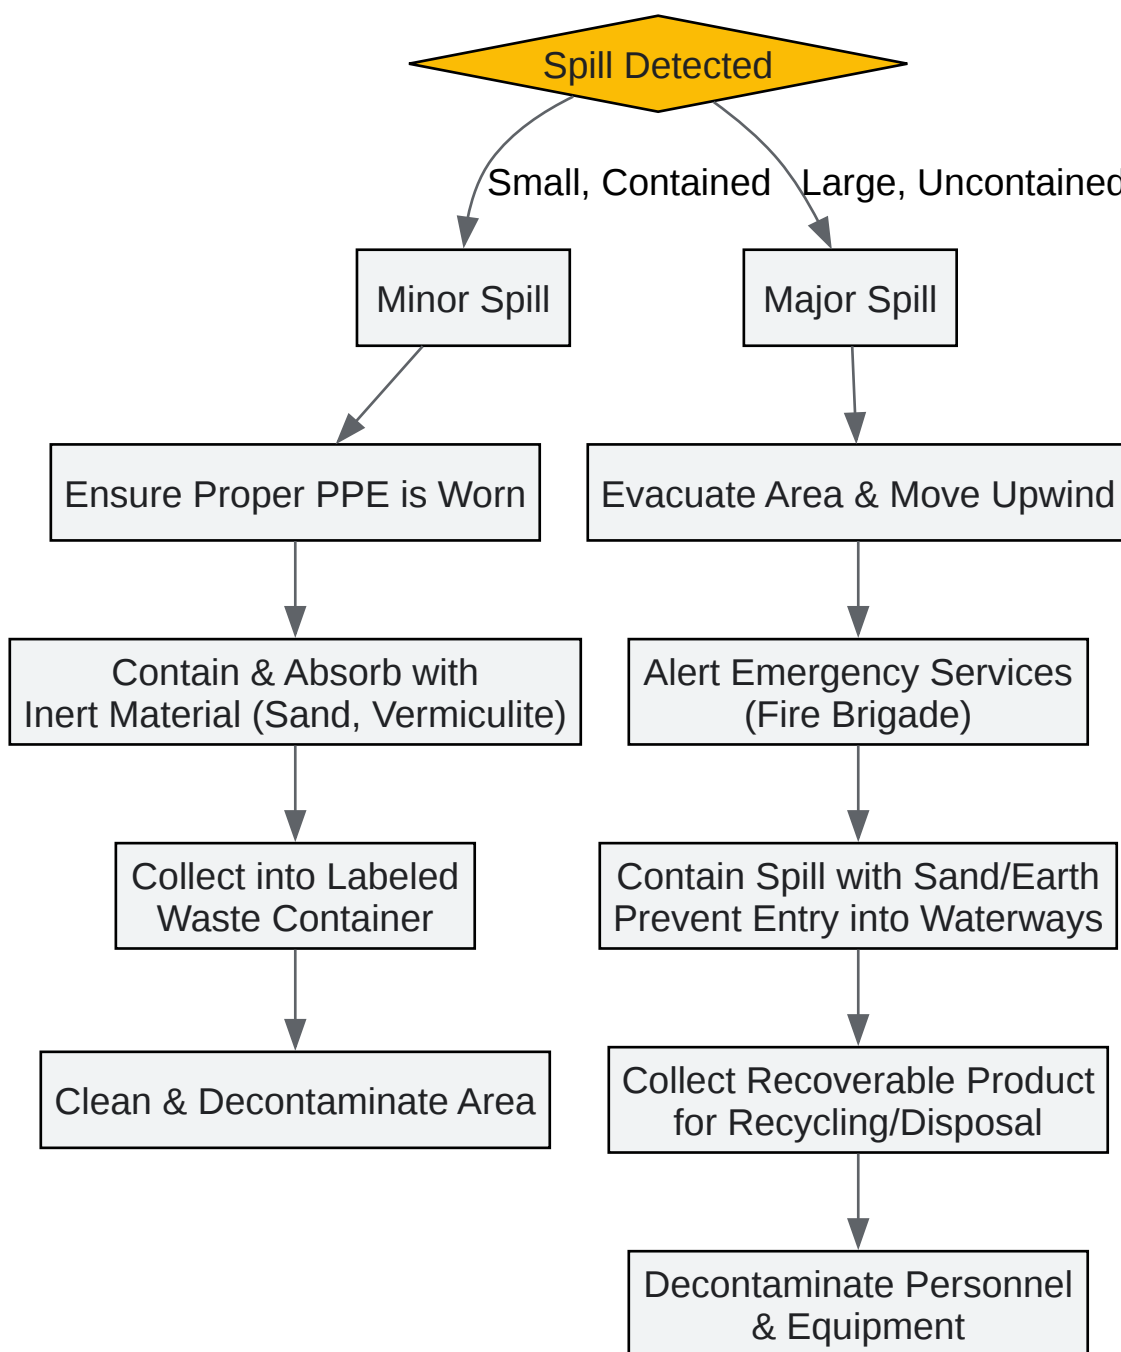 Spill Detected
Small, Contained
Large, Uncontained
Minor Spill
Major Spill
Ensure Proper PPE is Worn
Evacuate Area & Move Upwind
Contain & Absorb with
Inert Material (Sand, Vermiculite)
Alert Emergency Services
(Fire Brigade)
Collect into Labeled
Waste Container
Contain Spill with Sand/Earth
Prevent Entry into Waterways
Clean & Decontaminate Area
Collect Recoverable Product
for Recycling/Disposal
Decontaminate Personnel
& Equipment